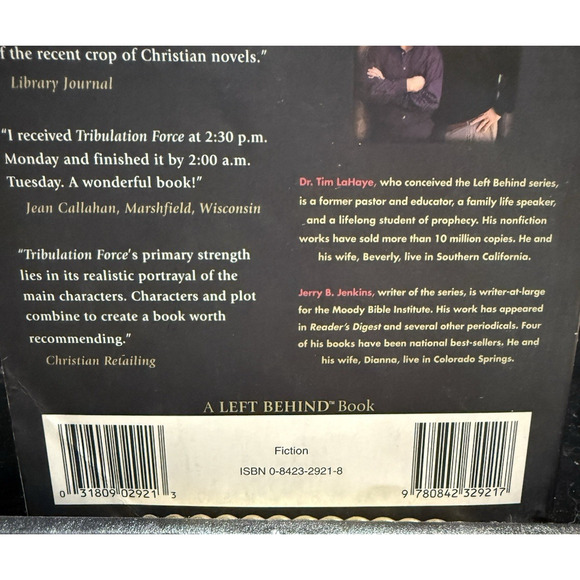 f the recent crop of Christian novels.”
Library Journal
“I received Tribulation Force at 2:30 p.m.
Monday and finished it by 2:00 a.m.
Tuesday. A wonderful book!”
Jean Callahan, Marshfield, Wisconsin
“Tribulation Force’s primary strength
lies in its realistic portrayal of the
main characters. Characters and plot
combine to create a book worth
recommending.”
Christian Retailing
Dr. Tim LaHaye, who conceived the Left Behind series,
is a former pastor and educator, a family life speaker,
and a lifelong student of prophecy. His nonfiction
works have sold more than 10 million copies. He and
his wife, Beverly, live in Southern California.
Jerry B. Jenkins, writer of the series, is writer-at-large
for the Moody Bible Institute. His work has appeared
in Reader’s Digest and several other periodicals. Four
of his books have been national best-sellers. He and
his wife, Dianna, live in Colorado Springs.
A LEFT BEHIND™ Book
Fiction
ISBN 0-8423-2921-8
0 31809 02921 3
9 780842 329217